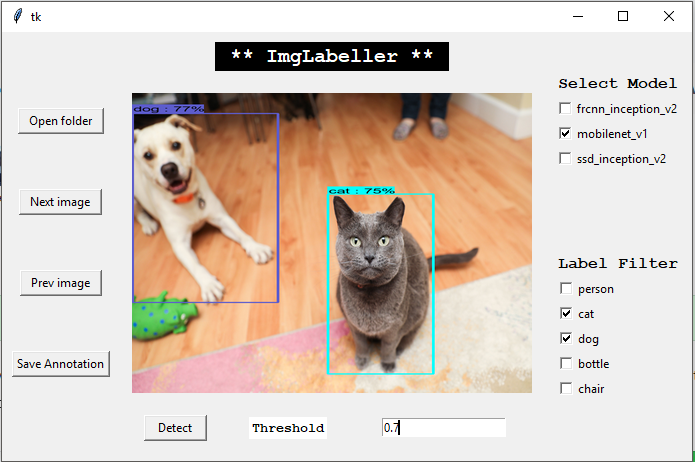 tk
** ImgLabeller **
Open folder
Next image
Prev image
Save Annotation
dog : 77%
cat : 75%
Select Model
frcnn_inception_v2
mobilenet_v1
ssd_inception_v2
Label Filter
person
cat
dog
bottle
chair
Detect
Threshold
0.7